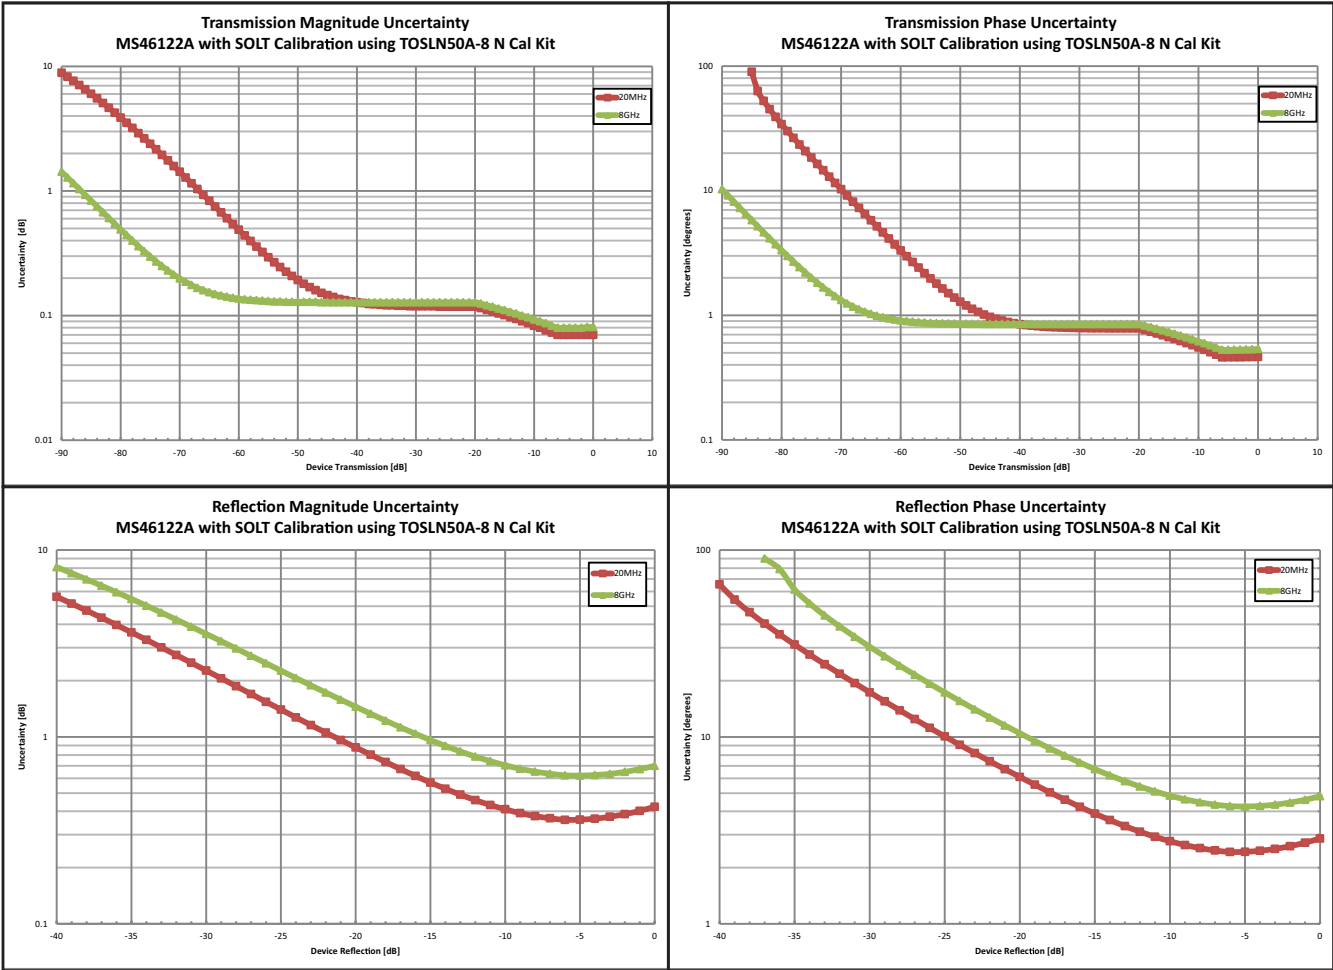 Transmission Magnitude Uncertainty
MS46122A with SOLT Calibration using TOSLN50A-8 N Cal Kit
10
1
0.1
0.01
Uncertainty [dB]
20MHz
8GHz
-90 -80 -70 -60 -50 -40 -30 -20 -10 0 10
Device Transmission [dB]
Transmission Phase Uncertainty
MS46122A with SOLT Calibration using TOSLN50A-8 N Cal Kit
100
10
1
0.1
Uncertainty [degrees]
20MHz
8GHz
-90 -80 -70 -60 -50 -40 -30 -20 -10 0 10
Device Transmission [dB]
Reflection Magnitude Uncertainty
MS46122A with SOLT Calibration using TOSLN50A-8 N Cal Kit
10
1
0.1
Uncertainty [dB]
20MHz
8GHz
-40 -35 -30 -25 -20 -15 -10 -5 0
Device Reflection [dB]
Reflection Phase Uncertainty
MS46122A with SOLT Calibration using TOSLN50A-8 N Cal Kit
100
10
1
Uncertainty [degrees]
20MHz
8GHz
-40 -35 -30 -25 -20 -15 -10 -5 0
Device Reflection [dB]